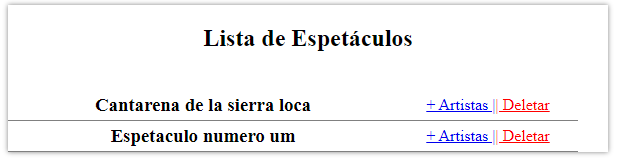 Lista de Espetáculos
Cantarena de la sierra loca + Artistas || Deletar
Espetaculo numero um + Artistas || Deletar